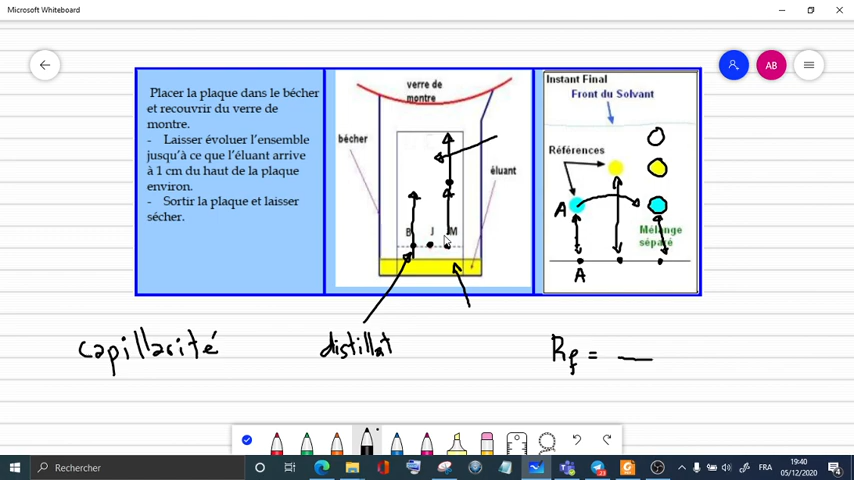 Microsoft Whiteboard
AB
Placer la plaque dans le bécher
et recouvrir du verre de
montre.
- Laisser évoluer l'ensemble
jusqu'à ce que l'éluant arrive
à 1 cm du haut de la plaque
environ.
- Sortir la plaque et laisser
sécher.
verre de
montre
bécher
éluant
B J M
Instant Final
Front du Solvant
Références
A
Mélange
séparé
A
capillarité
distillat
Rf =
Rechercher
FRA
19:40
05/12/2020